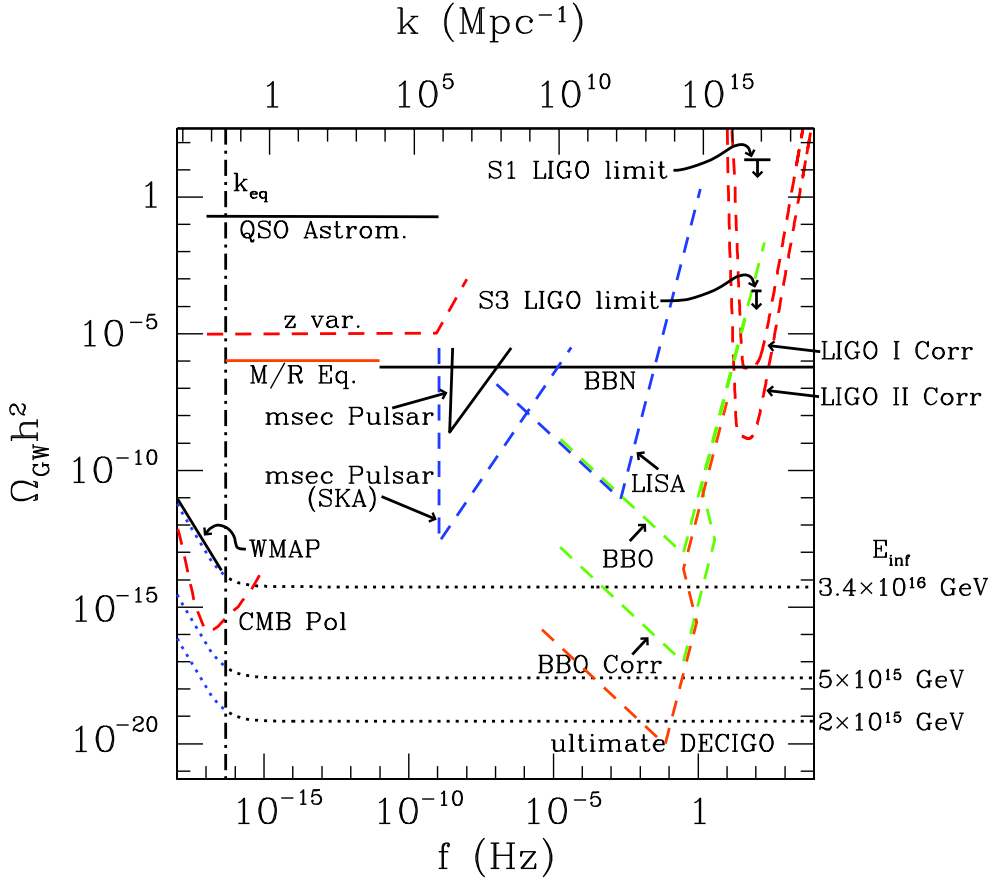 k (Mpc⁻¹)
1 10⁵ 10¹⁰ 10¹⁵
S1 LIGO limit
k_eq
1
QSO Astrom.
S3 LIGO limit
z var.
10⁻⁵
LIGO I Corr
M/R Eq.
BBN
LIGO II Corr
msec Pulsar
Ω_GW h²
10⁻¹⁰
msec Pulsar
(SKA)
LISA
WMAP
BBO
E_inf
3.4×10¹⁶ GeV
10⁻¹⁵
CMB Pol
BBO Corr
5×10¹⁵ GeV
2×10¹⁵ GeV
10⁻²⁰
ultimate DECIGO
10⁻¹⁵ 10⁻¹⁰ 10⁻⁵ 1
f (Hz)